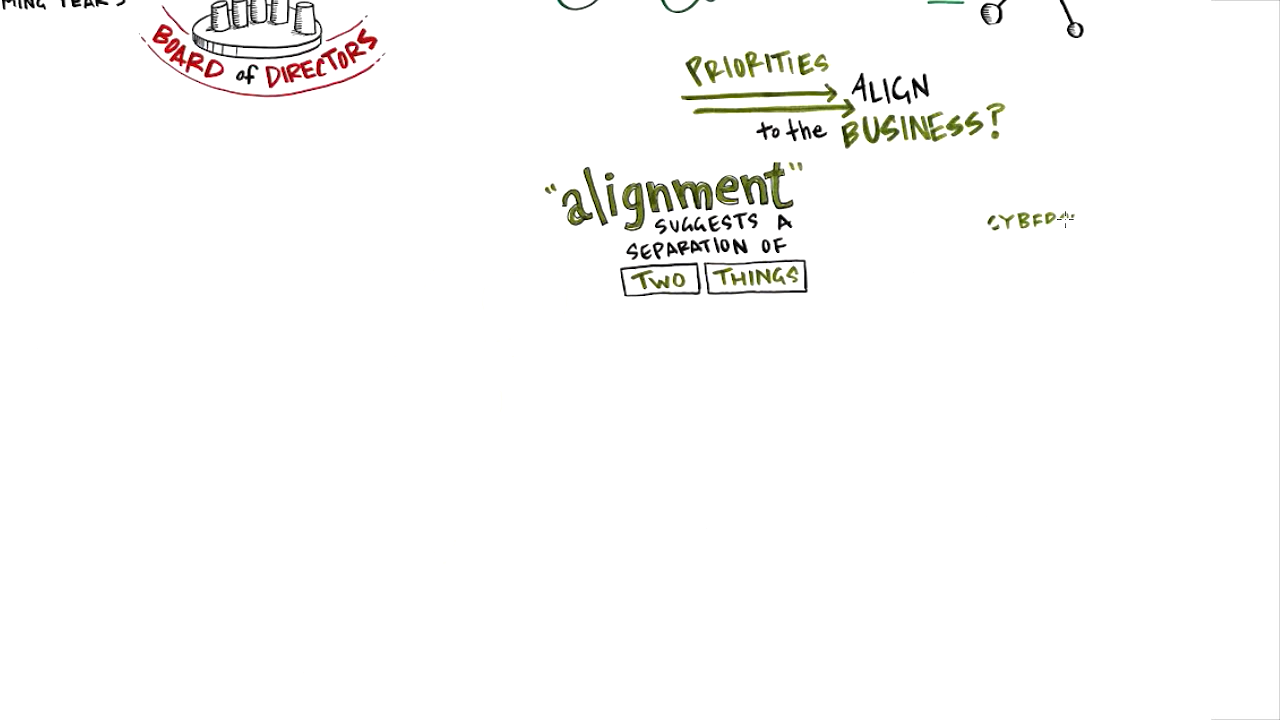 BOARD of DIRECTORS
PRIORITIES
ALIGN
to the BUSINESS?
"alignment"
SUGGESTS A
SEPARATION OF
TWO THINGS